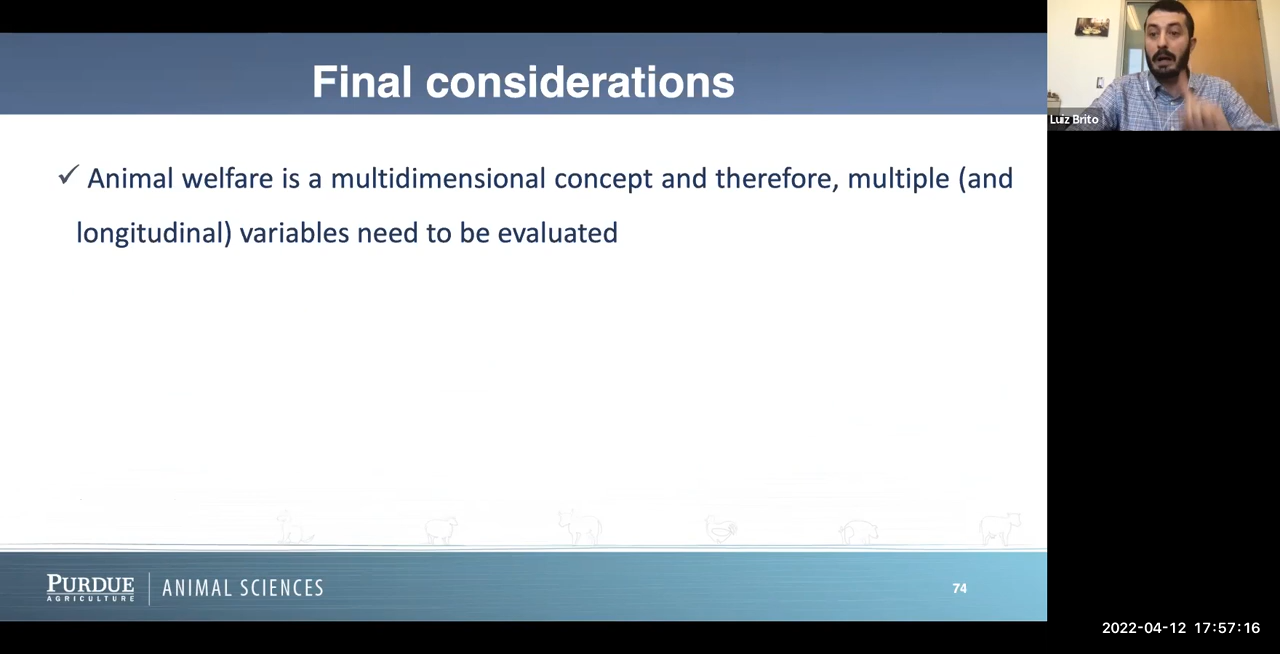 Final considerations
Luiz Brito
✓ Animal welfare is a multidimensional concept and therefore, multiple (and
longitudinal) variables need to be evaluated
PURDUE
AGRICULTURE
ANIMAL SCIENCES
74
2022-04-12 17:57:16